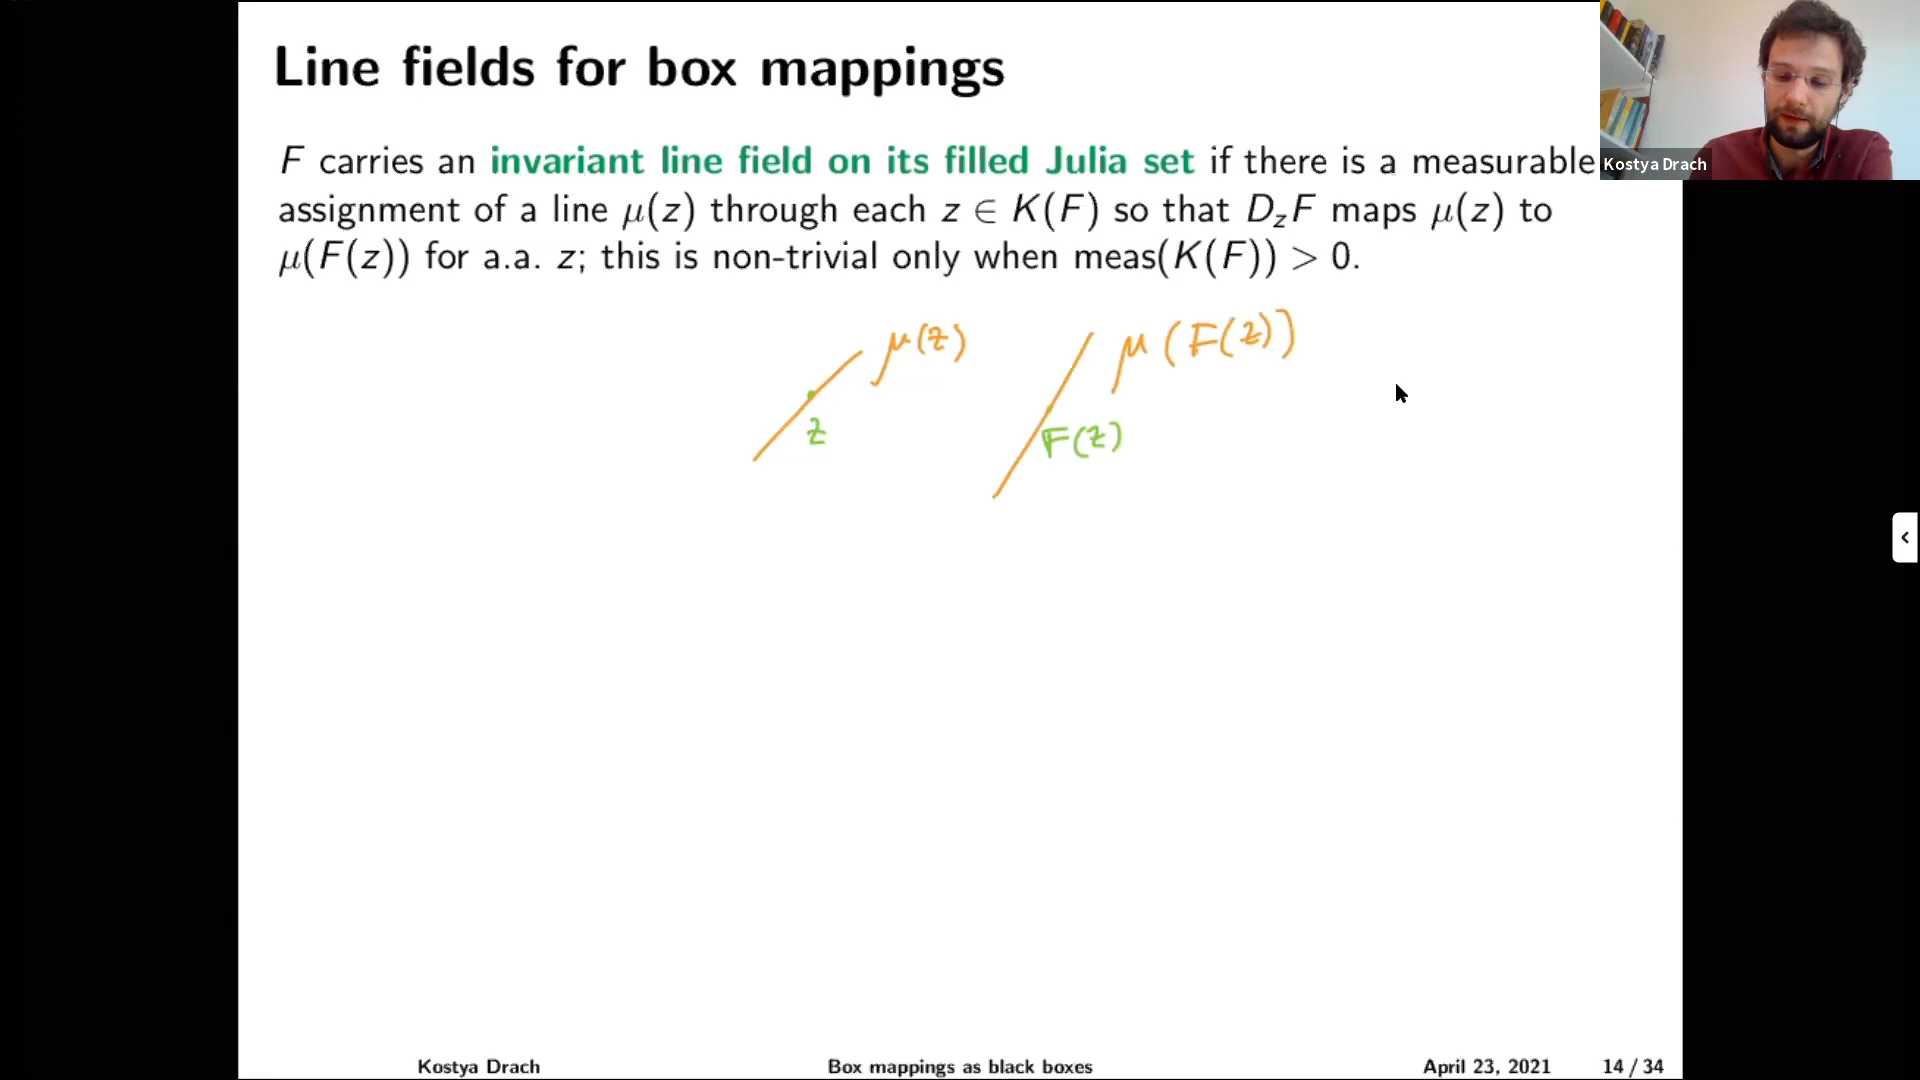 Line fields for box mappings
Kostya Drach
F carries an invariant line field on its filled Julia set if there is a measurable
assignment of a line μ(z) through each z ∈ K(F) so that D_zF maps μ(z) to
μ(F(z)) for a.a. z; this is non-trivial only when meas(K(F)) > 0.
μ(z) μ(F(z))
z F(z)
Kostya Drach Box mappings as black boxes April 23, 2021 14 / 34